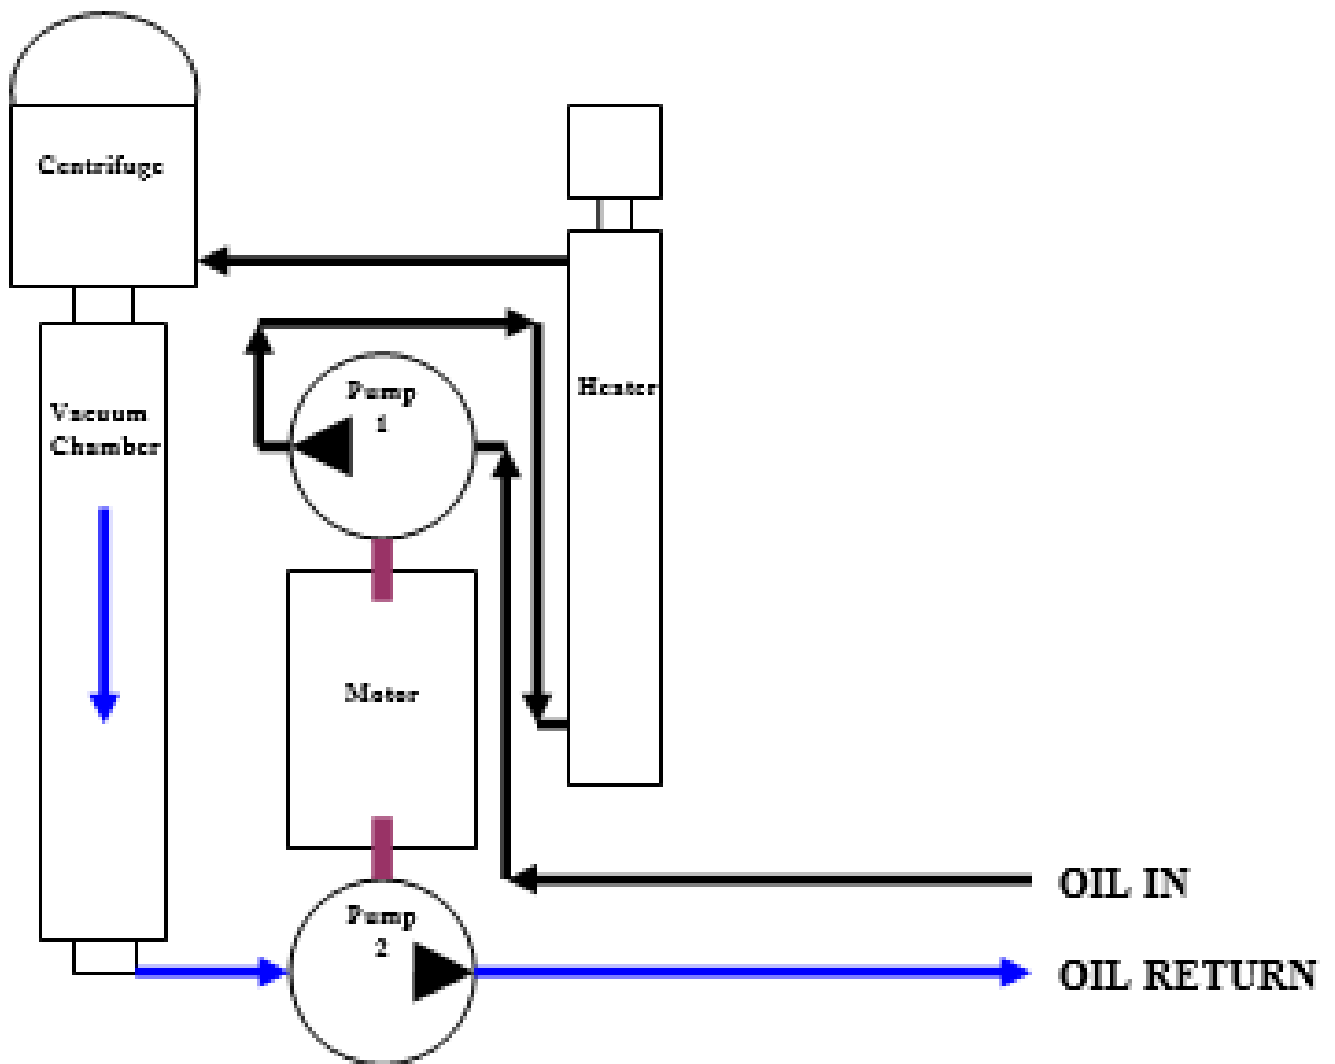 Centrifuge
Vacuum
Chamber
Pump
1
Heater
Motor
Pump
2
OIL IN
OIL RETURN